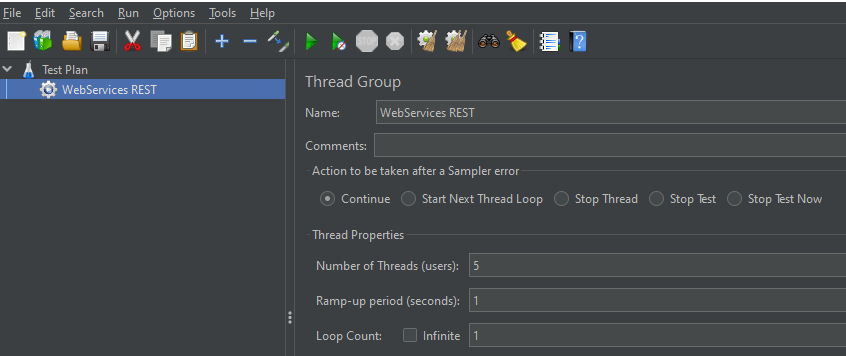 File Edit Search Run Options Tools Help
STOP
Test Plan
WebServices REST
Thread Group
Name: WebServices REST
Comments:
Action to be taken after a Sampler error
Continue Start Next Thread Loop Stop Thread Stop Test Stop Test Now
Thread Properties
Number of Threads (users): 5
Ramp-up period (seconds): 1
Loop Count: Infinite 1